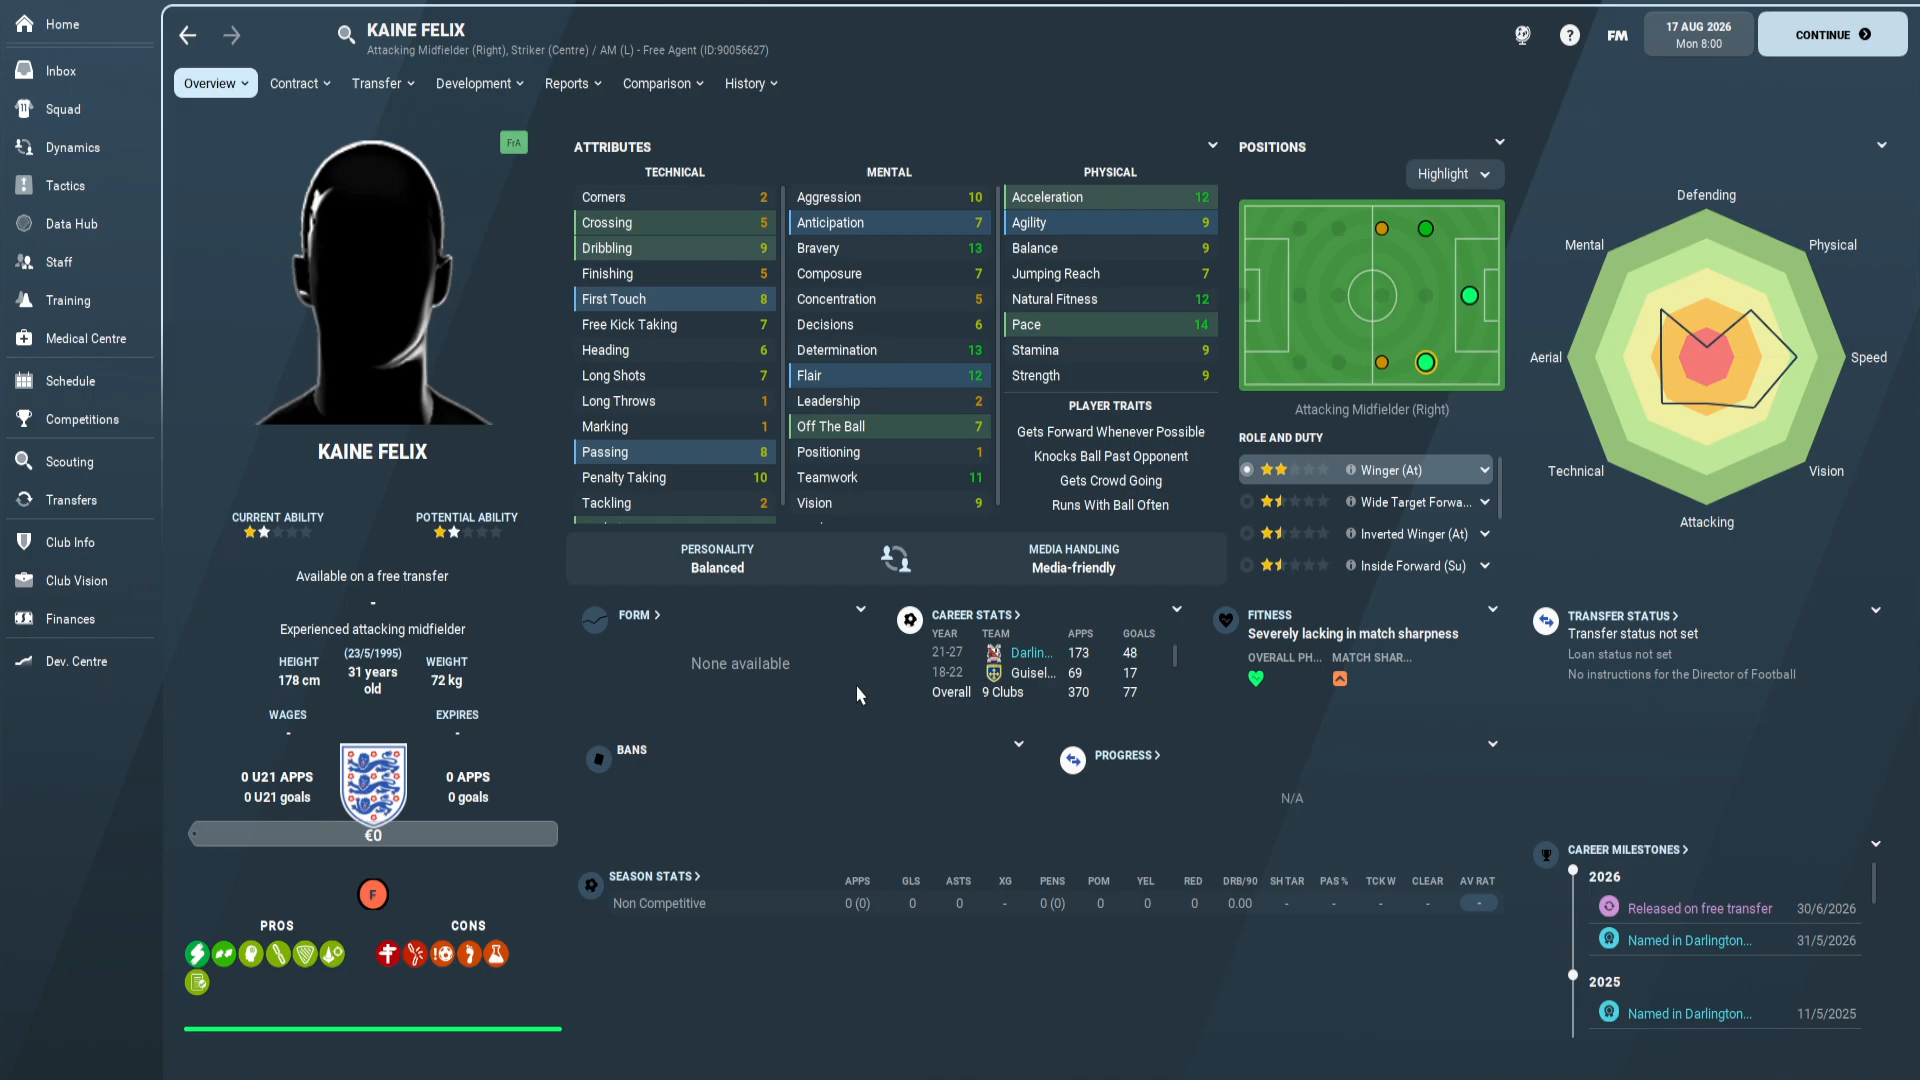 Home
Inbox
Squad
Dynamics
Tactics
Data Hub
Staff
Training
Medical Centre
Schedule
Competitions
Scouting
Transfers
Club Info
Club Vision
Finances
Dev. Centre
KAINE FELIX
Attacking Midfielder (Right), Striker (Centre) / AM (L) - Free Agent (ID:90056627)
FM
17 AUG 2026
Mon 8:00
CONTINUE
Overview
Contract
Transfer
Development
Reports
Comparison
History
FrA
KAINE FELIX
CURRENT ABILITY
POTENTIAL ABILITY
Available on a free transfer
-
Experienced attacking midfielder
HEIGHT
178 cm
(23/5/1995)
31 years
old
WEIGHT
72 kg
WAGES
-
EXPIRES
-
0 U21 APPS
0 U21 goals
0 APPS
0 goals
€0
F
PROS
CONS
ATTRIBUTES
TECHNICAL
Corners 2
Crossing 5
Dribbling 9
Finishing 5
First Touch 8
Free Kick Taking 7
Heading 6
Long Shots 7
Long Throws 1
Marking 1
Passing 8
Penalty Taking 10
Tackling 2
MENTAL
Aggression 10
Anticipation 7
Bravery 13
Composure 7
Concentration 5
Decisions 6
Determination 13
Flair 12
Leadership 2
Off The Ball 7
Positioning 1
Teamwork 11
Vision 9
PHYSICAL
Acceleration 12
Agility 9
Balance 9
Jumping Reach 7
Natural Fitness 12
Pace 14
Stamina 9
Strength 9
PLAYER TRAITS
Gets Forward Whenever Possible
Knocks Ball Past Opponent
Gets Crowd Going
Runs With Ball Often
PERSONALITY
Balanced
MEDIA HANDLING
Media-friendly
POSITIONS
Highlight
Attacking Midfielder (Right)
ROLE AND DUTY
Winger (At)
Wide Target Forwa...
Inverted Winger (At)
Inside Forward (Su)
Defending
Physical
Speed
Vision
Attacking
Technical
Aerial
Mental
FORM
None available
CAREER STATS
YEAR TEAM APPS GOALS
21-27 Darlin... 173 48
18-22 Guisel... 69 17
Overall 9 Clubs 370 77
FITNESS
Severely lacking in match sharpness
OVERALL PH... MATCH SHAR...
TRANSFER STATUS
Transfer status not set
Loan status not set
No instructions for the Director of Football
BANS
PROGRESS
N/A
SEASON STATS
APPS GLS ASTS XG PENS POM YEL RED DRB/90 SH TAR PAS % TCK W CLEAR AV RAT
Non Competitive 0 (0) 0 0 - 0 (0) 0 0 0 0.00 - - - - -
CAREER MILESTONES
2026
Released on free transfer 30/6/2026
Named in Darlington... 31/5/2026
2025
Named in Darlington... 11/5/2025